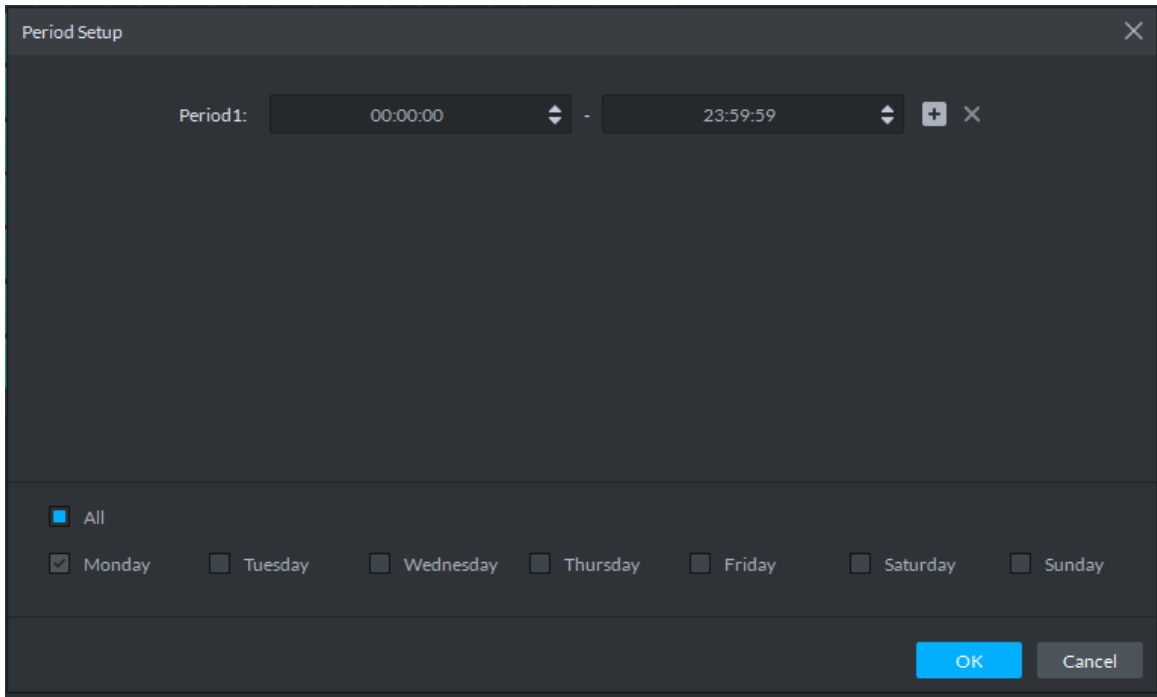 Period Setup
Period1: 00:00:00 - 23:59:59
All
Monday Tuesday Wednesday Thursday Friday Saturday Sunday
OK Cancel